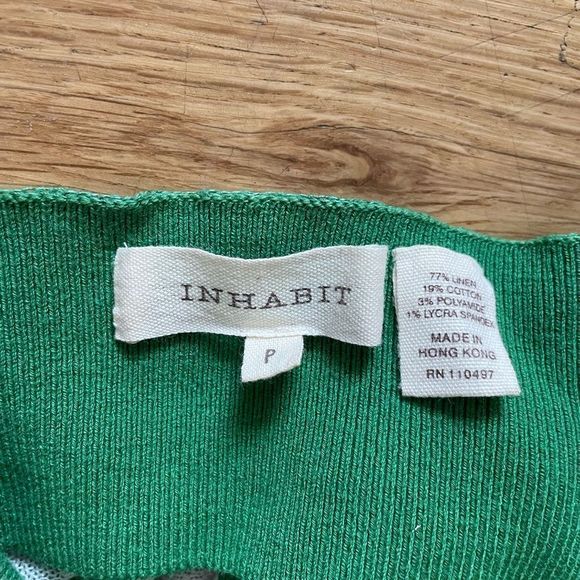 INHABIT
P
77% LINEN
19% COTTON
3% POLYAMIDE
1% LYCRA SPANDEX
MADE IN
HONG KONG
RN 110497